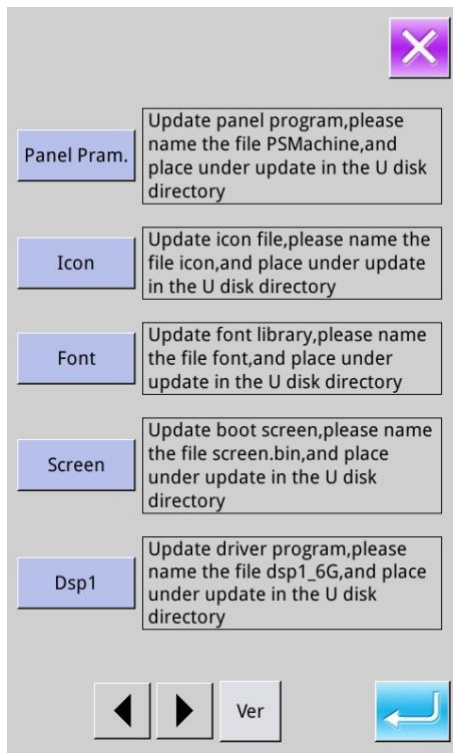 Panel Pram.
Update panel program,please
name the file PSMachine,and
place under update in the U disk
directory
Icon
Update icon file,please name the
file icon,and place under update
in the U disk directory
Font
Update font library,please name
the file font,and place under
update in the U disk directory
Screen
Update boot screen,please name
the file screen.bin,and place
under update in the U disk
directory
Dsp1
Update driver program,please
name the file dsp1_6G,and place
under update in the U disk
directory
Ver